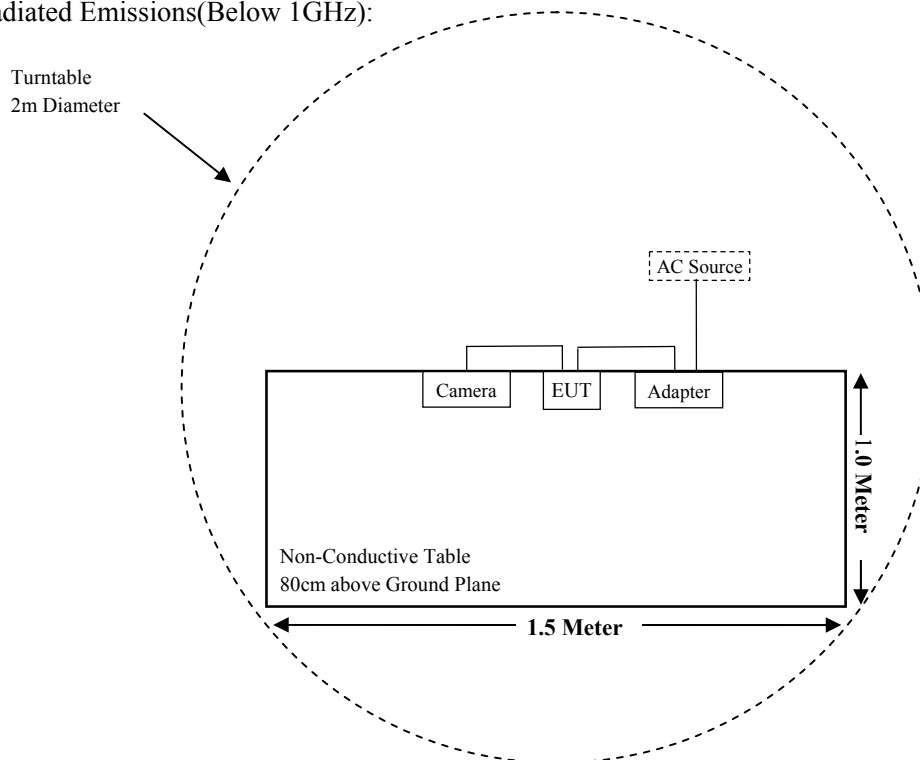 diated Emissions(Below 1GHz):
Turntable
2m Diameter
AC Source
Camera
EUT
Adapter
1.0 Meter
Non-Conductive Table
80cm above Ground Plane
1.5 Meter